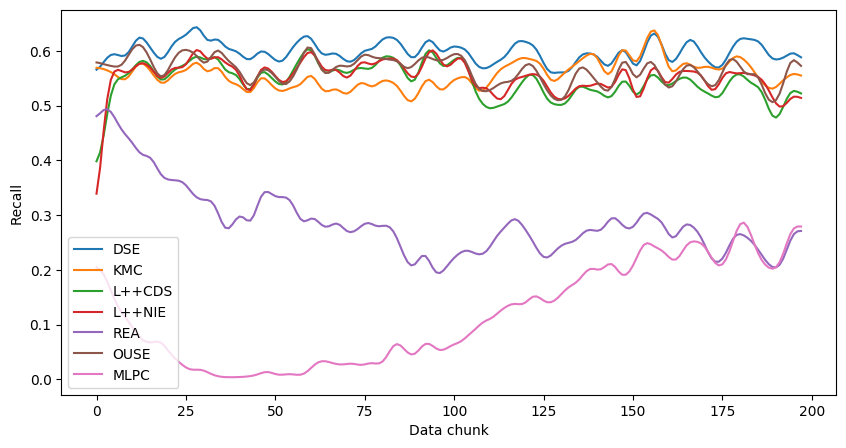 0.6
0.5
0.4
0.3
0.2
0.1
0.0
Recall
DSE
KMC
L++CDS
L++NIE
REA
OUSE
MLPC
0 25 50 75 100 125 150 175 200
Data chunk